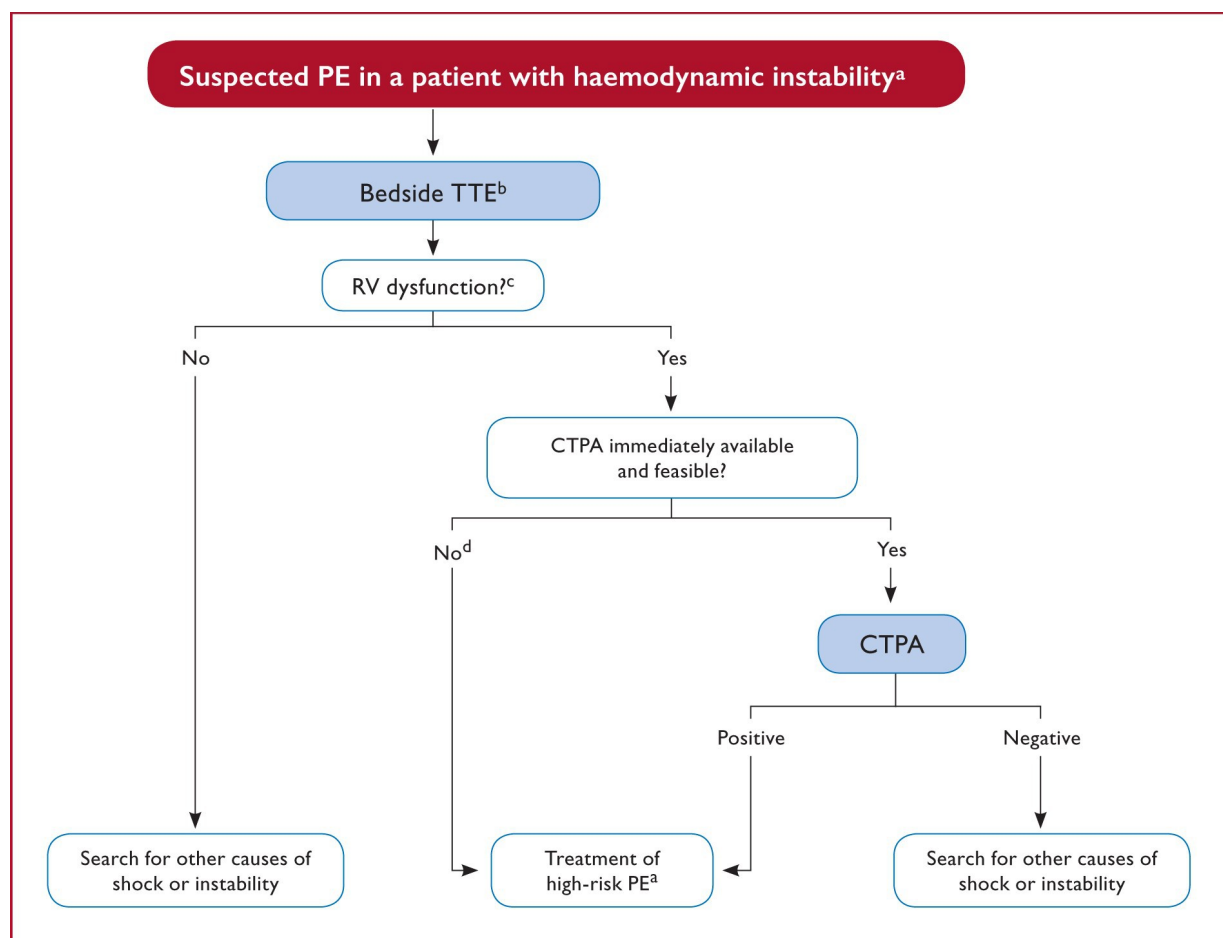 Suspected PE in a patient with haemodynamic instabilityᵃ
Bedside TTEᵇ
RV dysfunction?ᶜ
No
Yes
CTPA immediately available
and feasible?
Noᵈ
Yes
CTPA
Positive
Negative
Search for other causes of
shock or instability
Treatment of
high-risk PEᵃ
Search for other causes of
shock or instability